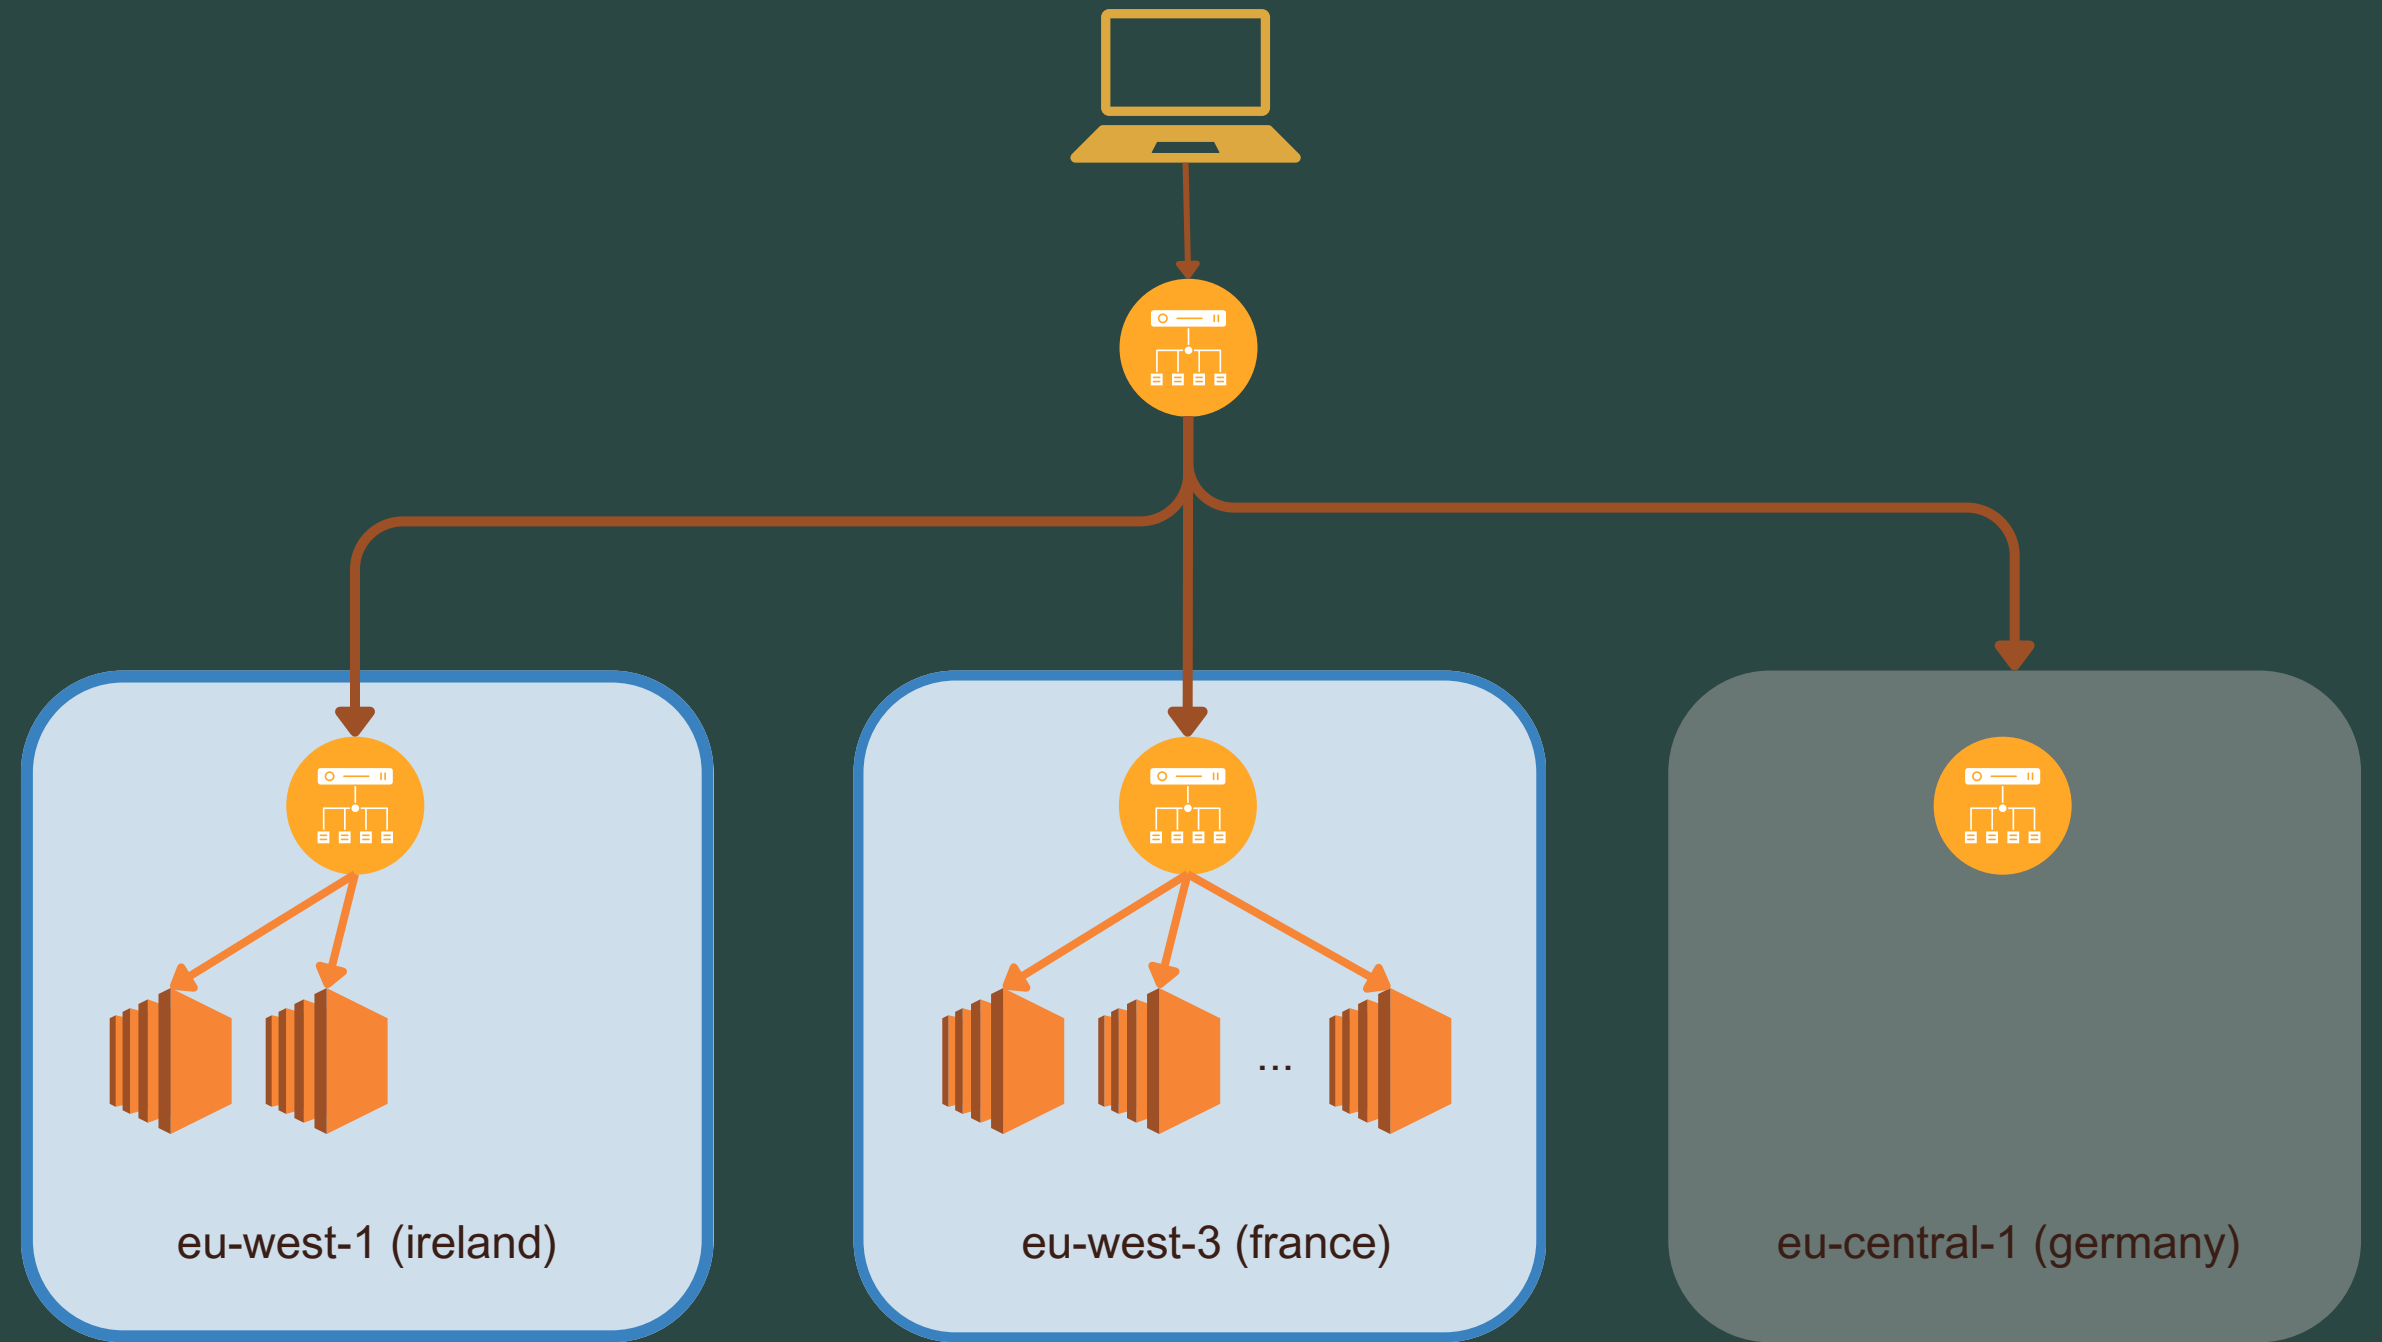 ...
eu-west-1 (ireland)
eu-west-3 (france)
eu-central-1 (germany)